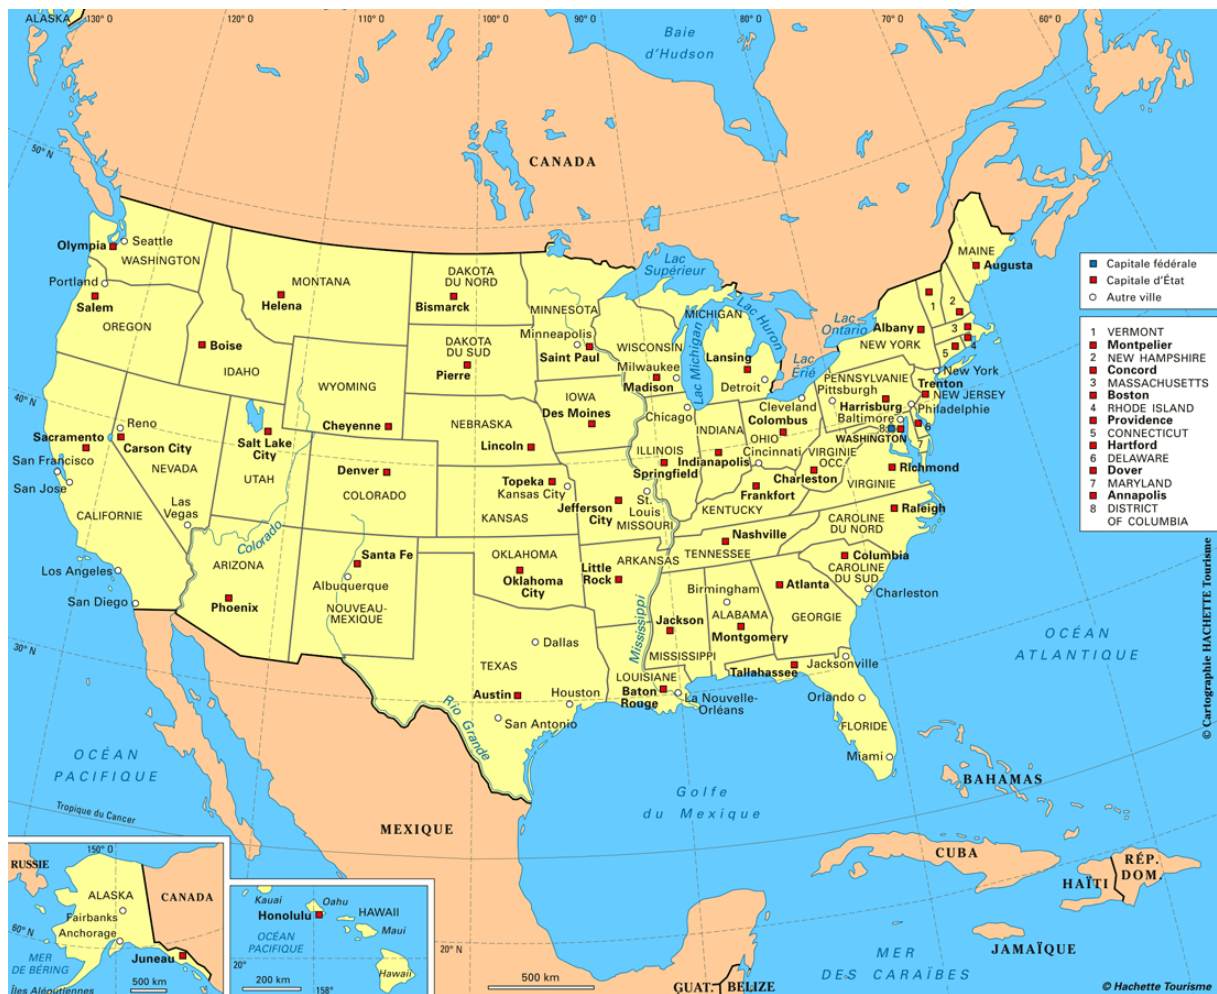 ALASKA
130° O
120° O
110° O
100° O
90° O
80° O
70° O
60° O
Baie
d'Hudson
50° N
CANADA
Olympia
Seattle
WASHINGTON
Portland
Salem
OREGON
MONTANA
Helena
Boise
IDAHO
DAKOTA
DU NORD
Bismarck
DAKOTA
DU SUD
Pierre
MINNESOTA
Minneapolis
Saint Paul
Lac
Supérieur
WISCONSIN
Milwaukee
Madison
Lac Michigan
MICHIGAN
Lansing
Detroit
Lac Huron
Lac
Ontario
Lac
Érié
MAINE
Augusta
Albany
NEW YORK
1
2
3
4
5
New York
Capitale fédérale
Capitale d'État
Autre ville
1 VERMONT
Montpelier
2 NEW HAMPSHIRE
Concord
3 MASSACHUSETTS
Boston
4 RHODE ISLAND
Providence
5 CONNECTICUT
Hartford
6 DELAWARE
Dover
7 MARYLAND
Annapolis
8 DISTRICT
OF COLUMBIA
WYOMING
Cheyenne
NEBRASKA
Lincoln
IOWA
Des Moines
Chicago
ILLINOIS
Springfield
INDIANA
Indianapolis
Cleveland
Columbus
OHIO
Cincinnati
PENNSYLVANIE
Pittsburgh
Harrisburg
Trenton
NEW JERSEY
Philadelphie
Baltimore
8
6
WASHINGTON
VIRGINIE
OCC.
Charleston
Richmond
VIRGINIE
40° N
Reno
Sacramento
Carson City
San Francisco
San Jose
NEVADA
CALIFORNIE
Las
Vegas
Salt Lake
City
UTAH
Denver
COLORADO
Colorado
Topeka
Kansas City
KANSAS
Jefferson
City
St.
Louis
MISSOURI
Frankfort
KENTUCKY
Nashville
TENNESSEE
Raleigh
CAROLINE
DU NORD
Columbia
CAROLINE
DU SUD
Charleston
Los Angeles
San Diego
ARIZONA
Phoenix
Santa Fe
Albuquerque
NOUVEAU-
MEXIQUE
OKLAHOMA
Oklahoma
City
ARKANSAS
Little
Rock
Mississippi
Birmingham
ALABAMA
Montgomery
Atlanta
GEORGIE
Jackson
MISSISSIPPI
30° N
Dallas
TEXAS
Austin
Houston
San Antonio
Rio Grande
LOUISIANE
Baton
Rouge
La Nouvelle-
Orléans
Tallahassee
Jacksonville
Orlando
FLORIDE
Miami
OCÉAN
ATLANTIQUE
OCÉAN
PACIFIQUE
Golfe
du Mexique
BAHAMAS
Tropique du Cancer
MEXIQUE
CUBA
HAÏTI
RÉP.
DOM.
JAMAÏQUE
MER
DES CARAÏBES
20° N
GUAT.
BELIZE
500 km
RUSSIE
150° O
ALASKA
CANADA
Fairbanks
Anchorage
60° N
Juneau
MER
DE BÉRING
Îles Aléoutiennes
500 km
Kauai
Oahu
Honolulu
HAWAII
Maui
OCÉAN
PACIFIQUE
Hawaii
20°
200 km
158°
© Cartographie HACHETTE Tourisme
© Hachette Tourisme